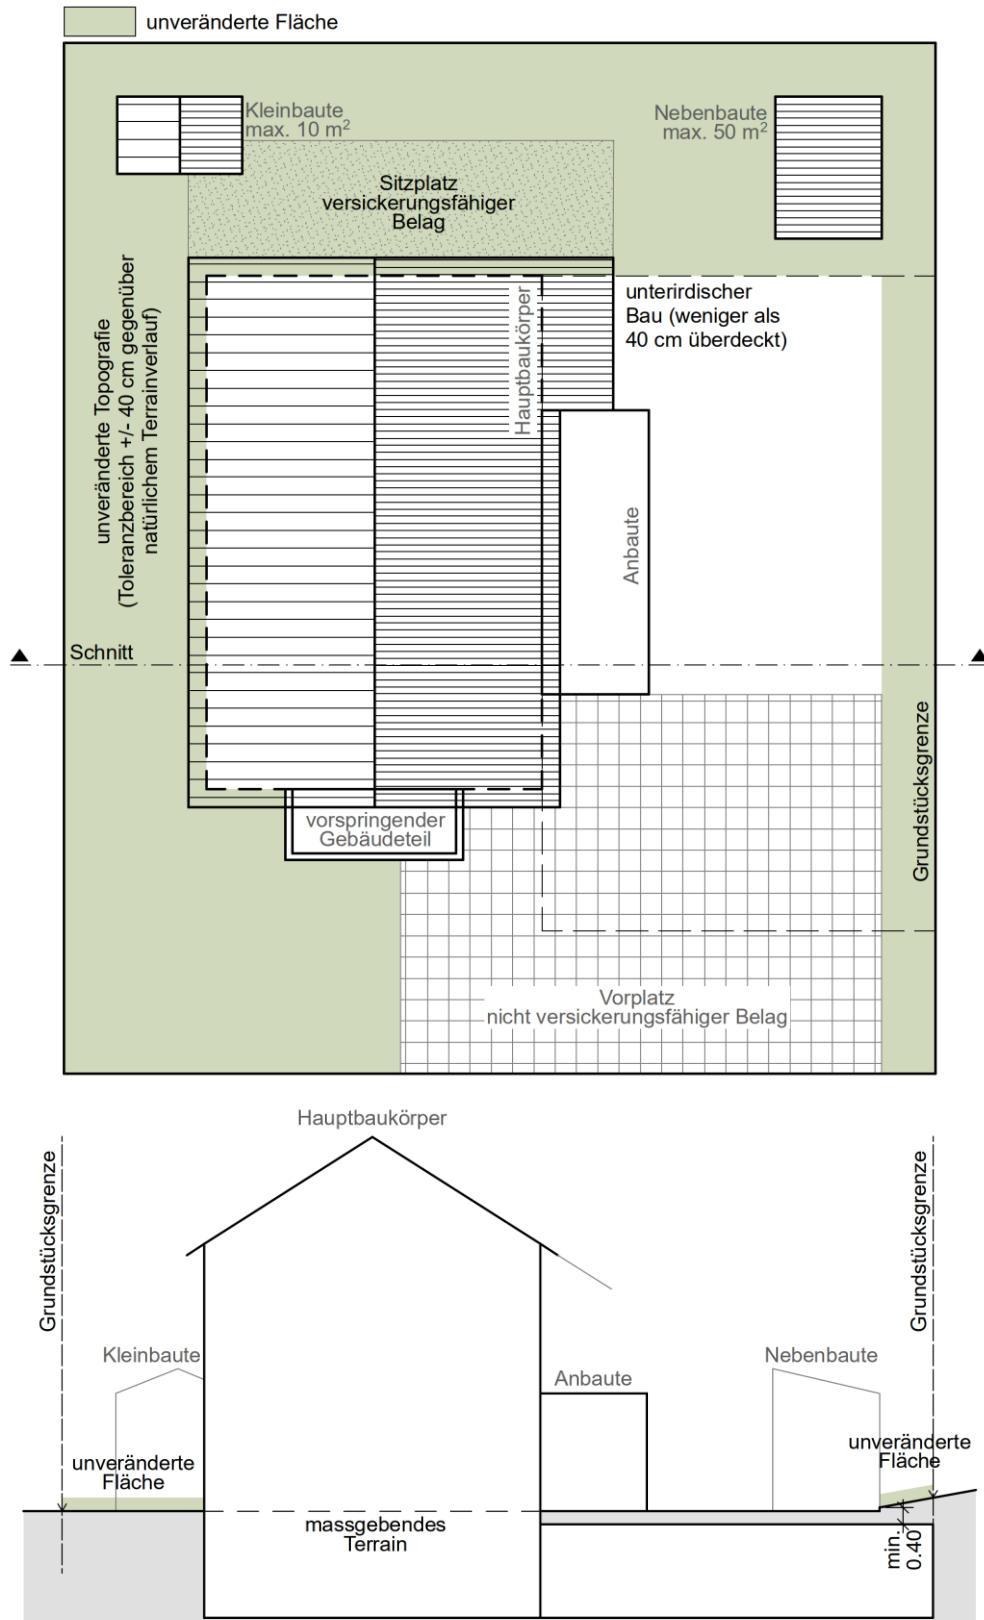 unveränderte Fläche
Kleinbaute
max. 10 m²
Nebenbaute
max. 50 m²
Sitzplatz
versickerungsfähiger
Belag
unveränderte Topografie
(Toleranzbereich +/- 40 cm gegenüber
natürlichem Terrainverlauf)
Hauptbaukörper
unterirdischer
Bau (weniger als
40 cm überdeckt)
Anbaute
Schnitt
Grundstücksgrenze
vorspringender
Gebäudeteil
Vorplatz
nicht versickerungsfähiger Belag
Hauptbaukörper
Grundstücksgrenze
Grundstücksgrenze
Kleinbaute
Anbaute
Nebenbaute
unveränderte
Fläche
unveränderte
Fläche
massgebendes
Terrain
min.
0.40